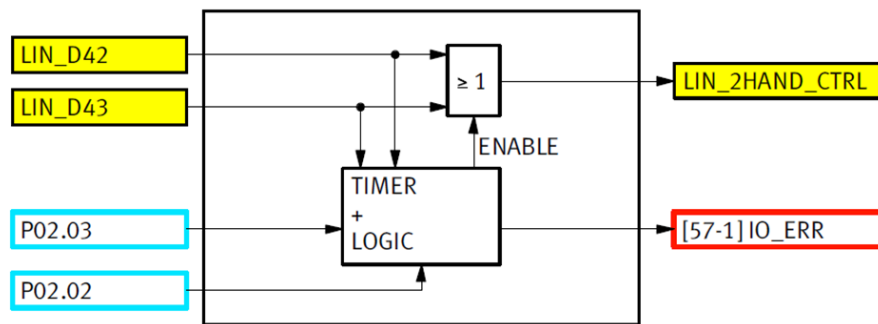 LIN_D42
LIN_D43
≥ 1
LIN_2HAND_CTRL
ENABLE
TIMER
+
LOGIC
P02.03
[57-1] IO_ERR
P02.02